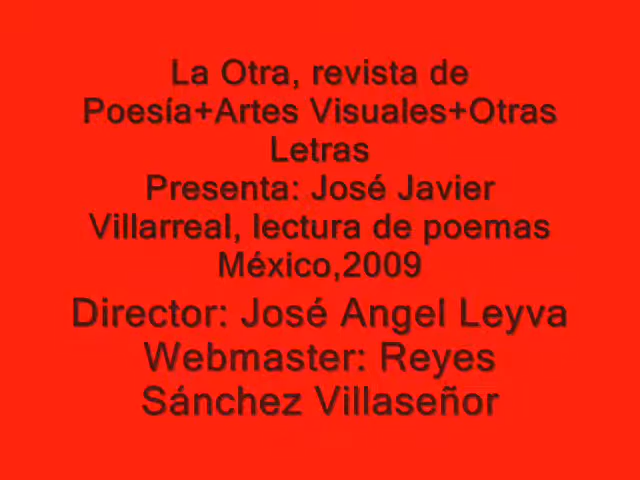 La Otra, revista de
Poesía+Artes Visuales+Otras
Letras
Presenta: José Javier
Villarreal, lectura de poemas
México,2009
Director: José Angel Leyva
Webmaster: Reyes
Sánchez Villaseñor